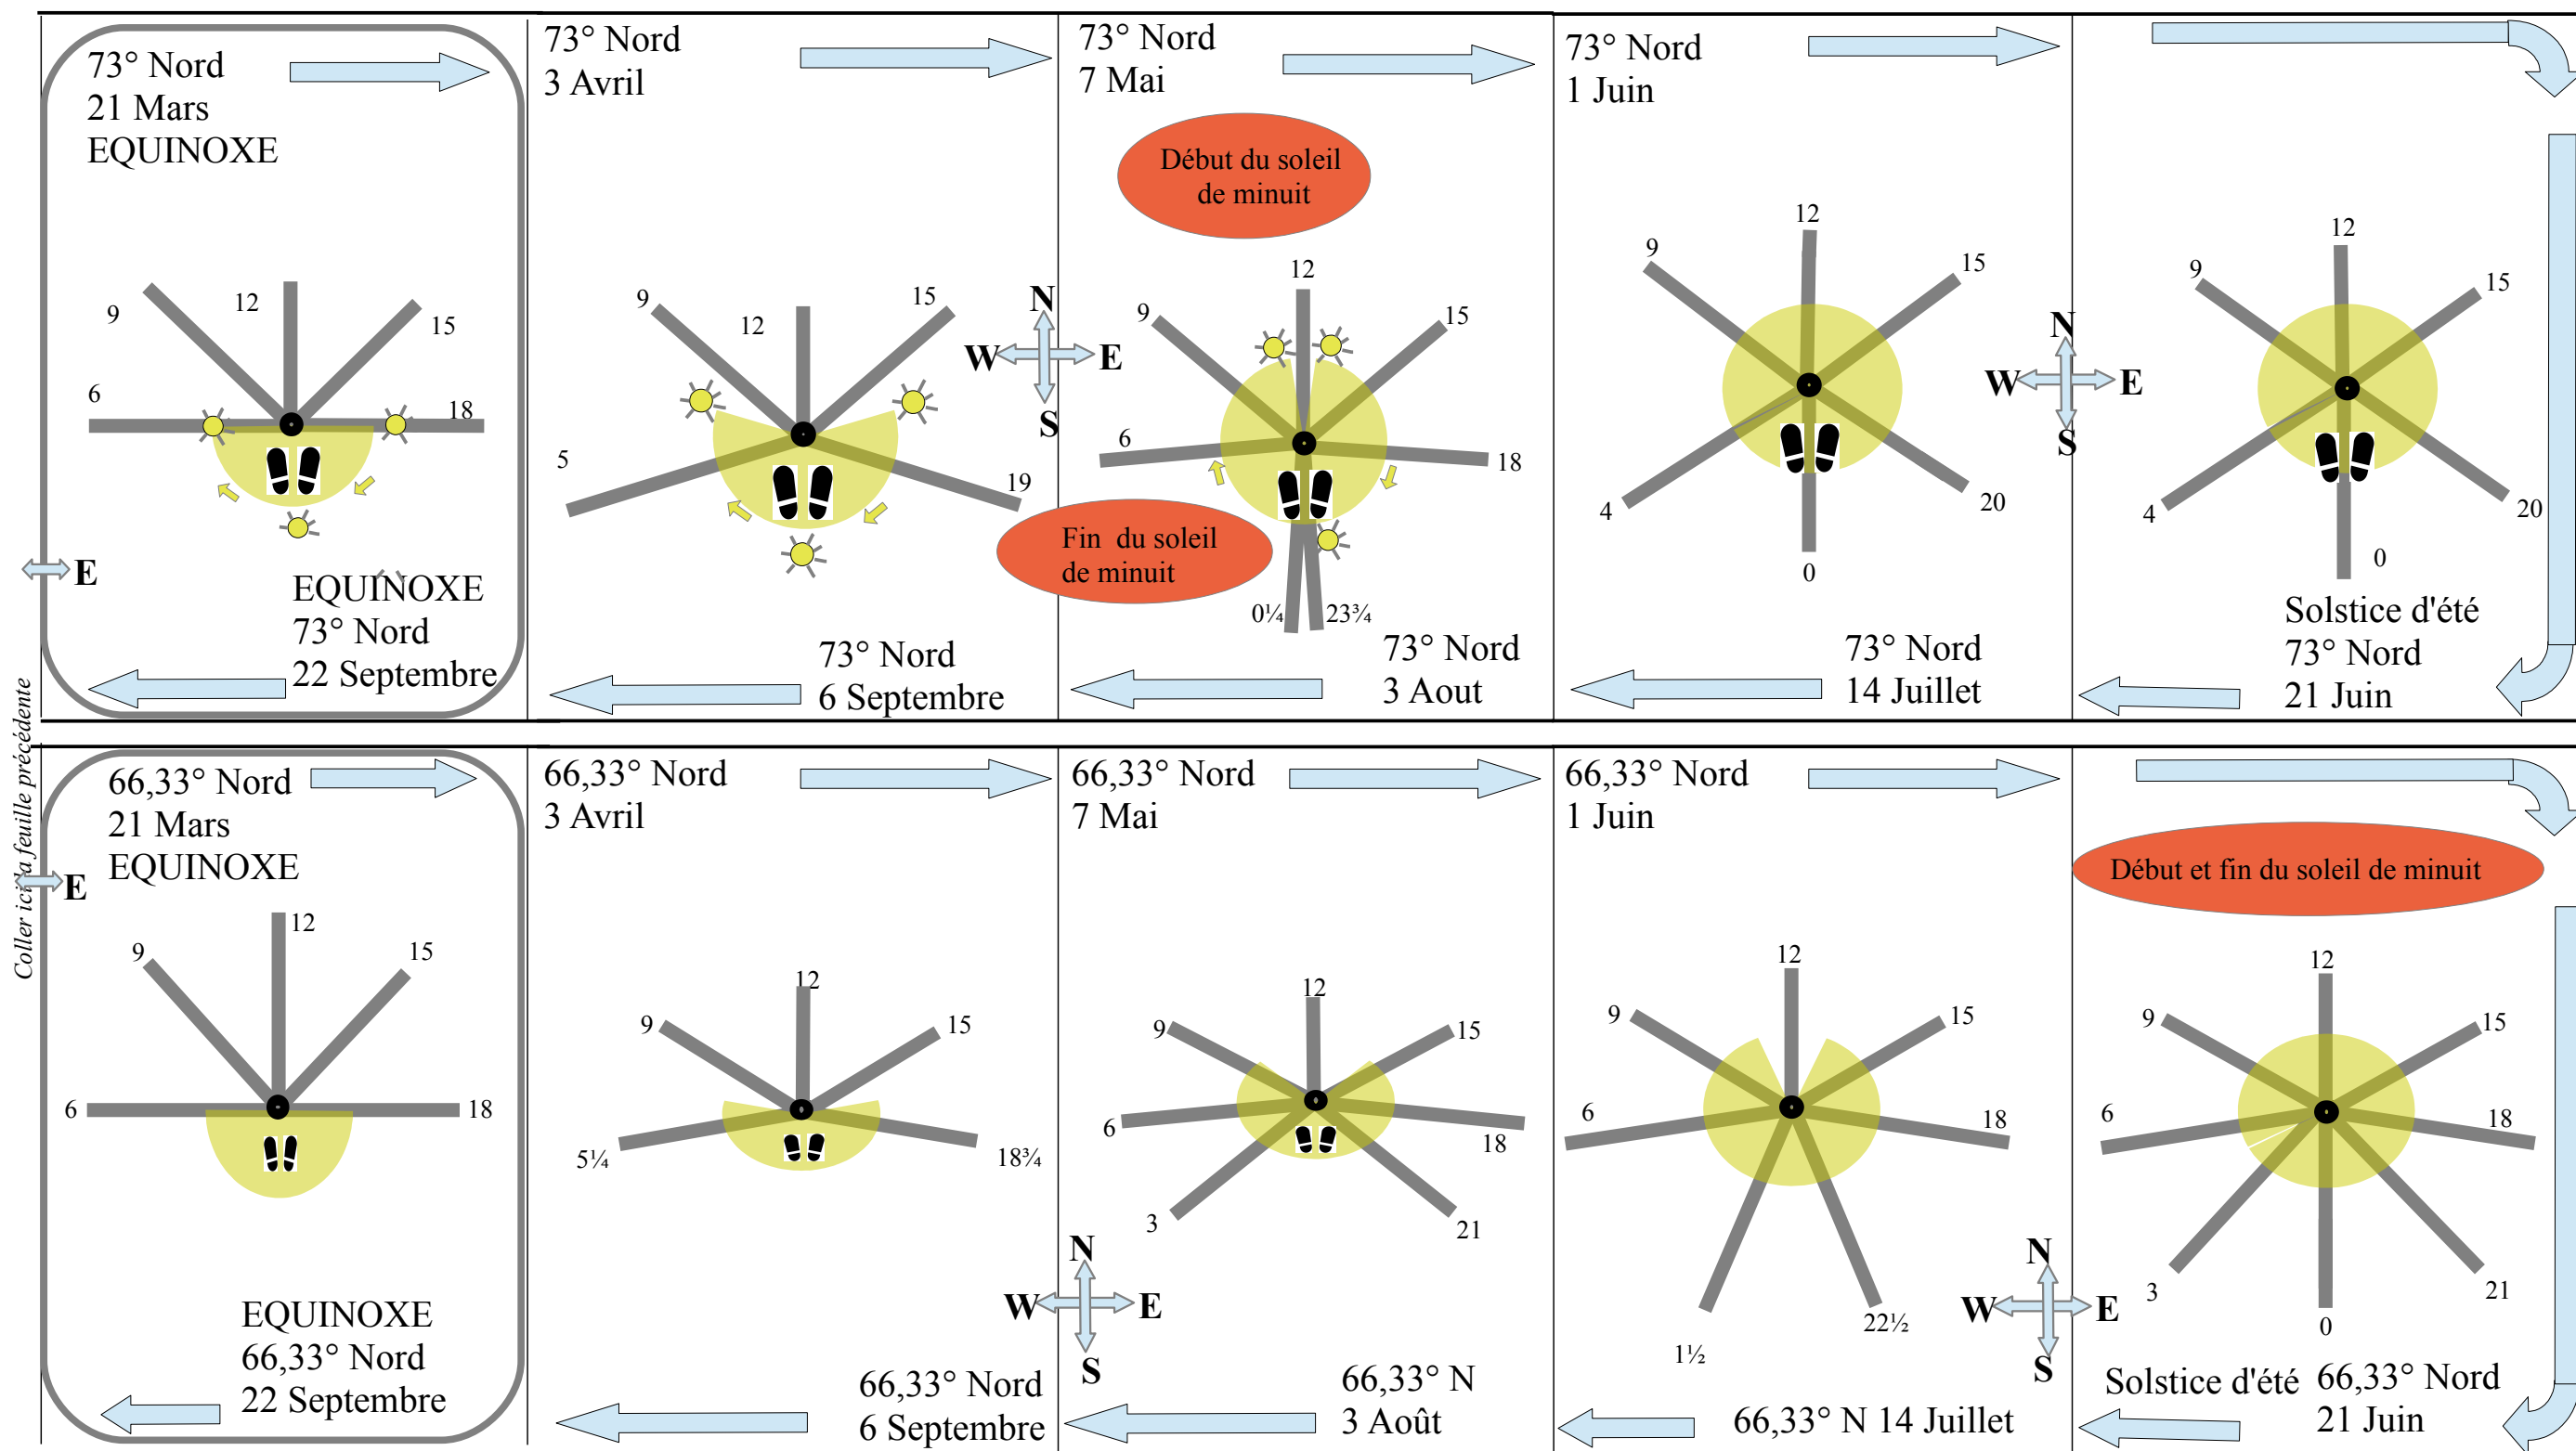 73° Nord
21 Mars
EQUINOXE
9
12
15
6
18
E
EQUINOXE
73° Nord
22 Septembre
73° Nord
3 Avril
9
12
15
5
19
N
W
E
S
73° Nord
6 Septembre
73° Nord
7 Mai
Début du soleil
de minuit
12
9
15
6
18
Fin du soleil
de minuit
0¼
23¾
73° Nord
3 Aout
73° Nord
1 Juin
12
9
15
4
20
0
N
W
E
S
73° Nord
14 Juillet
12
9
15
4
20
0
Solstice d'été
73° Nord
21 Juin
Coller ici la feuille précédente
66,33° Nord
21 Mars
EQUINOXE
E
12
9
15
6
18
EQUINOXE
66,33° Nord
22 Septembre
66,33° Nord
3 Avril
12
9
15
5¼
18¾
66,33° Nord
6 Septembre
66,33° Nord
7 Mai
12
9
15
6
18
3
21
N
W
E
S
66,33° N
3 Août
66,33° Nord
1 Juin
12
9
15
6
18
1½
22½
N
W
E
S
66,33° N 14 Juillet
Début et fin du soleil de minuit
12
9
15
6
18
3
21
0
Solstice d'été
66,33° Nord
21 Juin